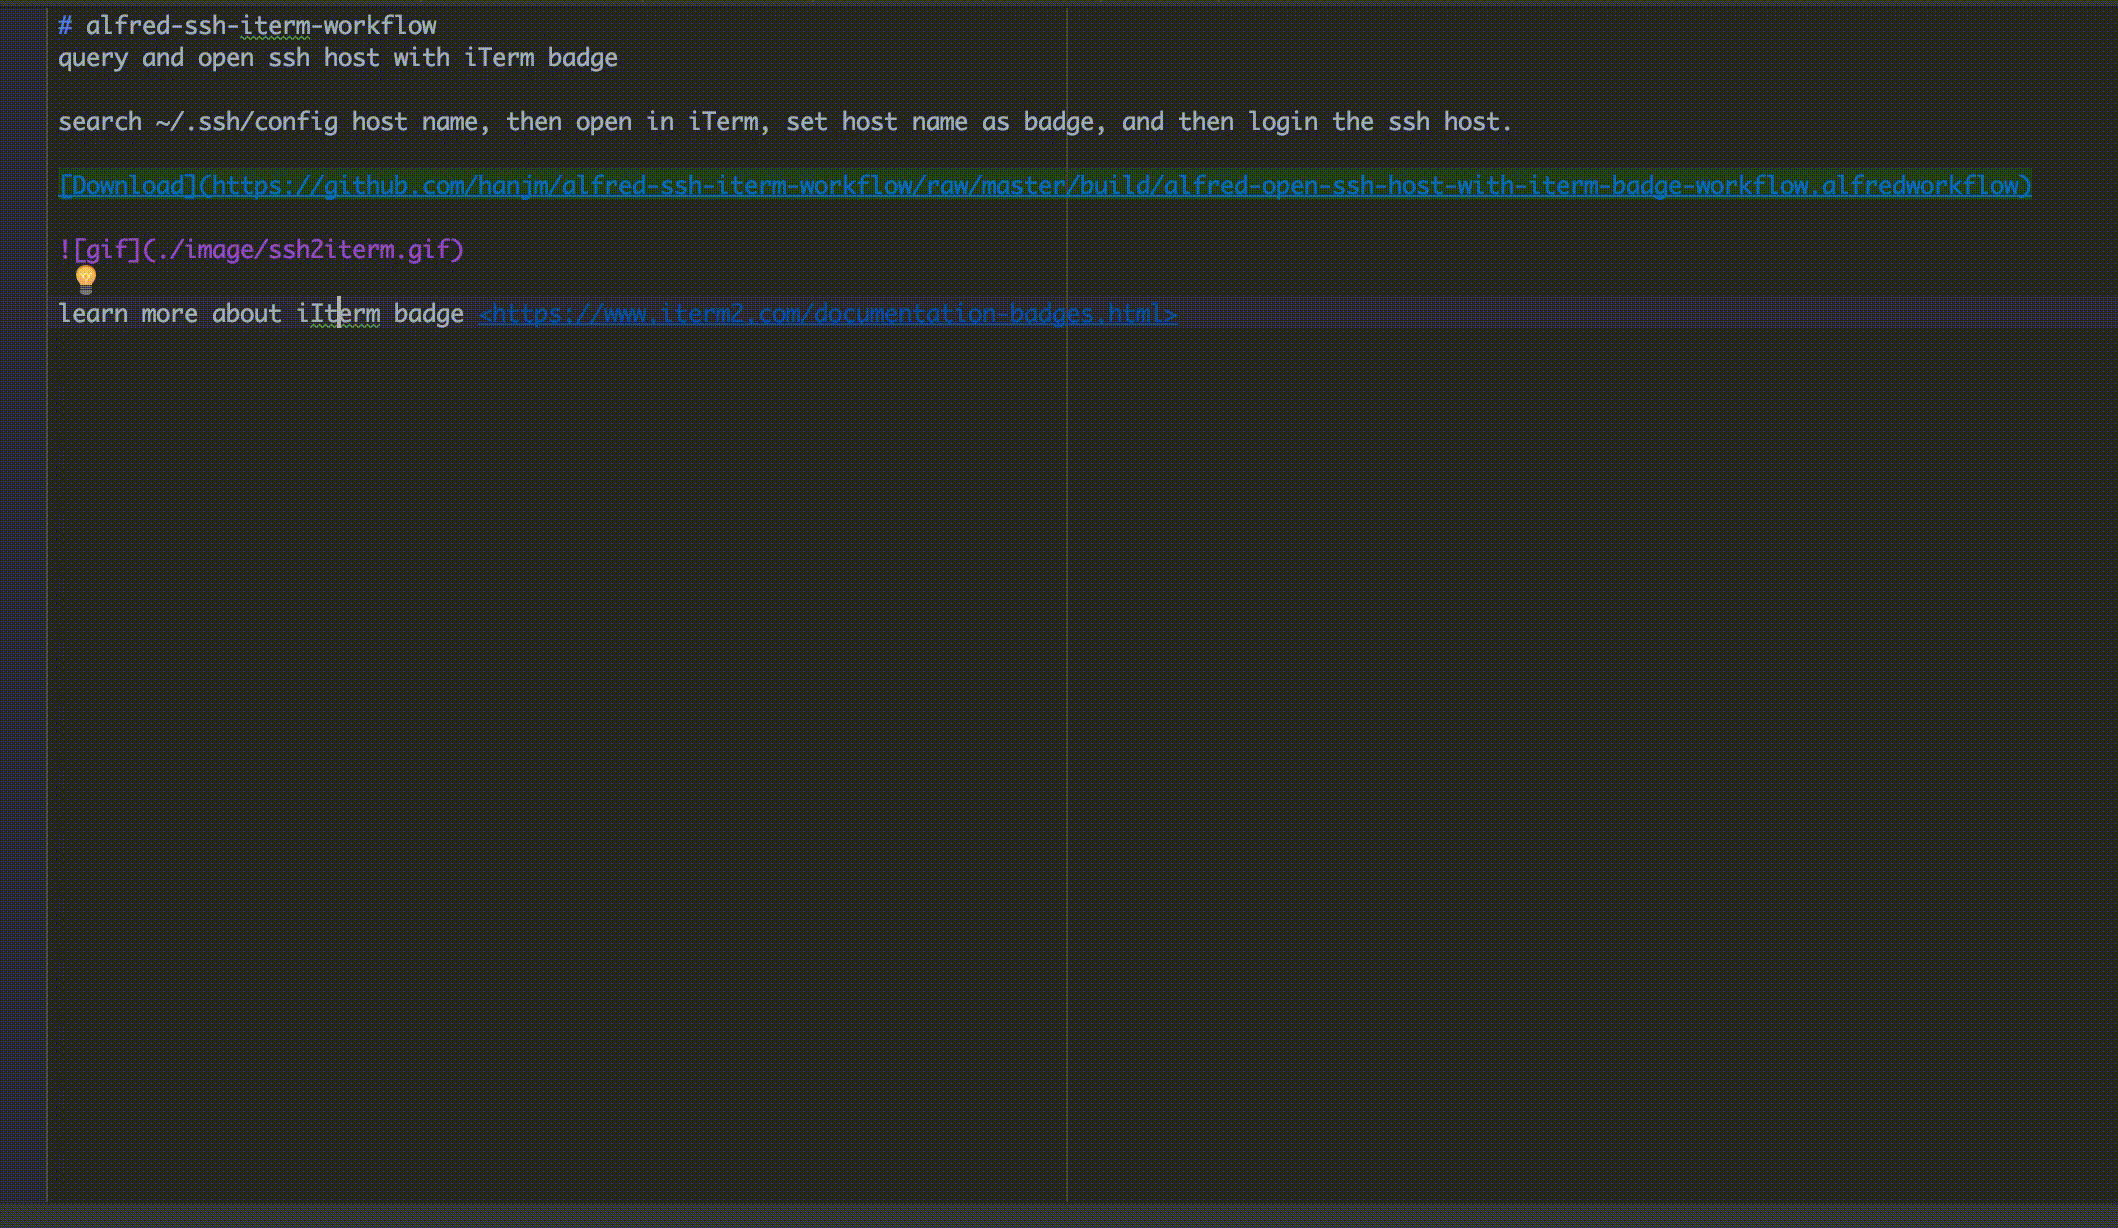 # alfred-ssh-iterm-workflow
query and open ssh host with iTerm badge
search ~/.ssh/config host name, then open in iTerm, set host name as badge, and then login the ssh host.
[Download](https://github.com/hanjm/alfred-ssh-iterm-workflow/raw/master/build/alfred-open-ssh-host-with-iterm-badge-workflow.alfredworkflow)
![gif](./image/ssh2iterm.gif)
learn more about iIterm badge <https://www.iterm2.com/documentation-badges.html>